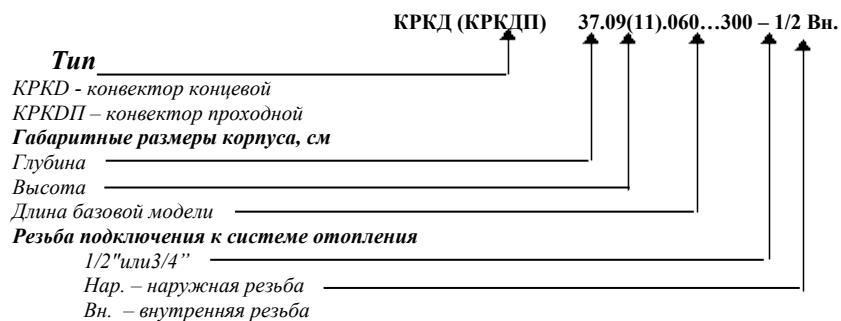 КРКД (КРКДП) 37.09(11).060…300 – 1/2 Вн.
Тип
КРКD - конвектор концевой
КРКDП – конвектор проходной
Габаритные размеры корпуса, см
Глубина
Высота
Длина базовой модели
Резьба подключения к системе отопления
1/2"или3/4”
Нар. – наружная резьба
Вн. – внутренняя резьба